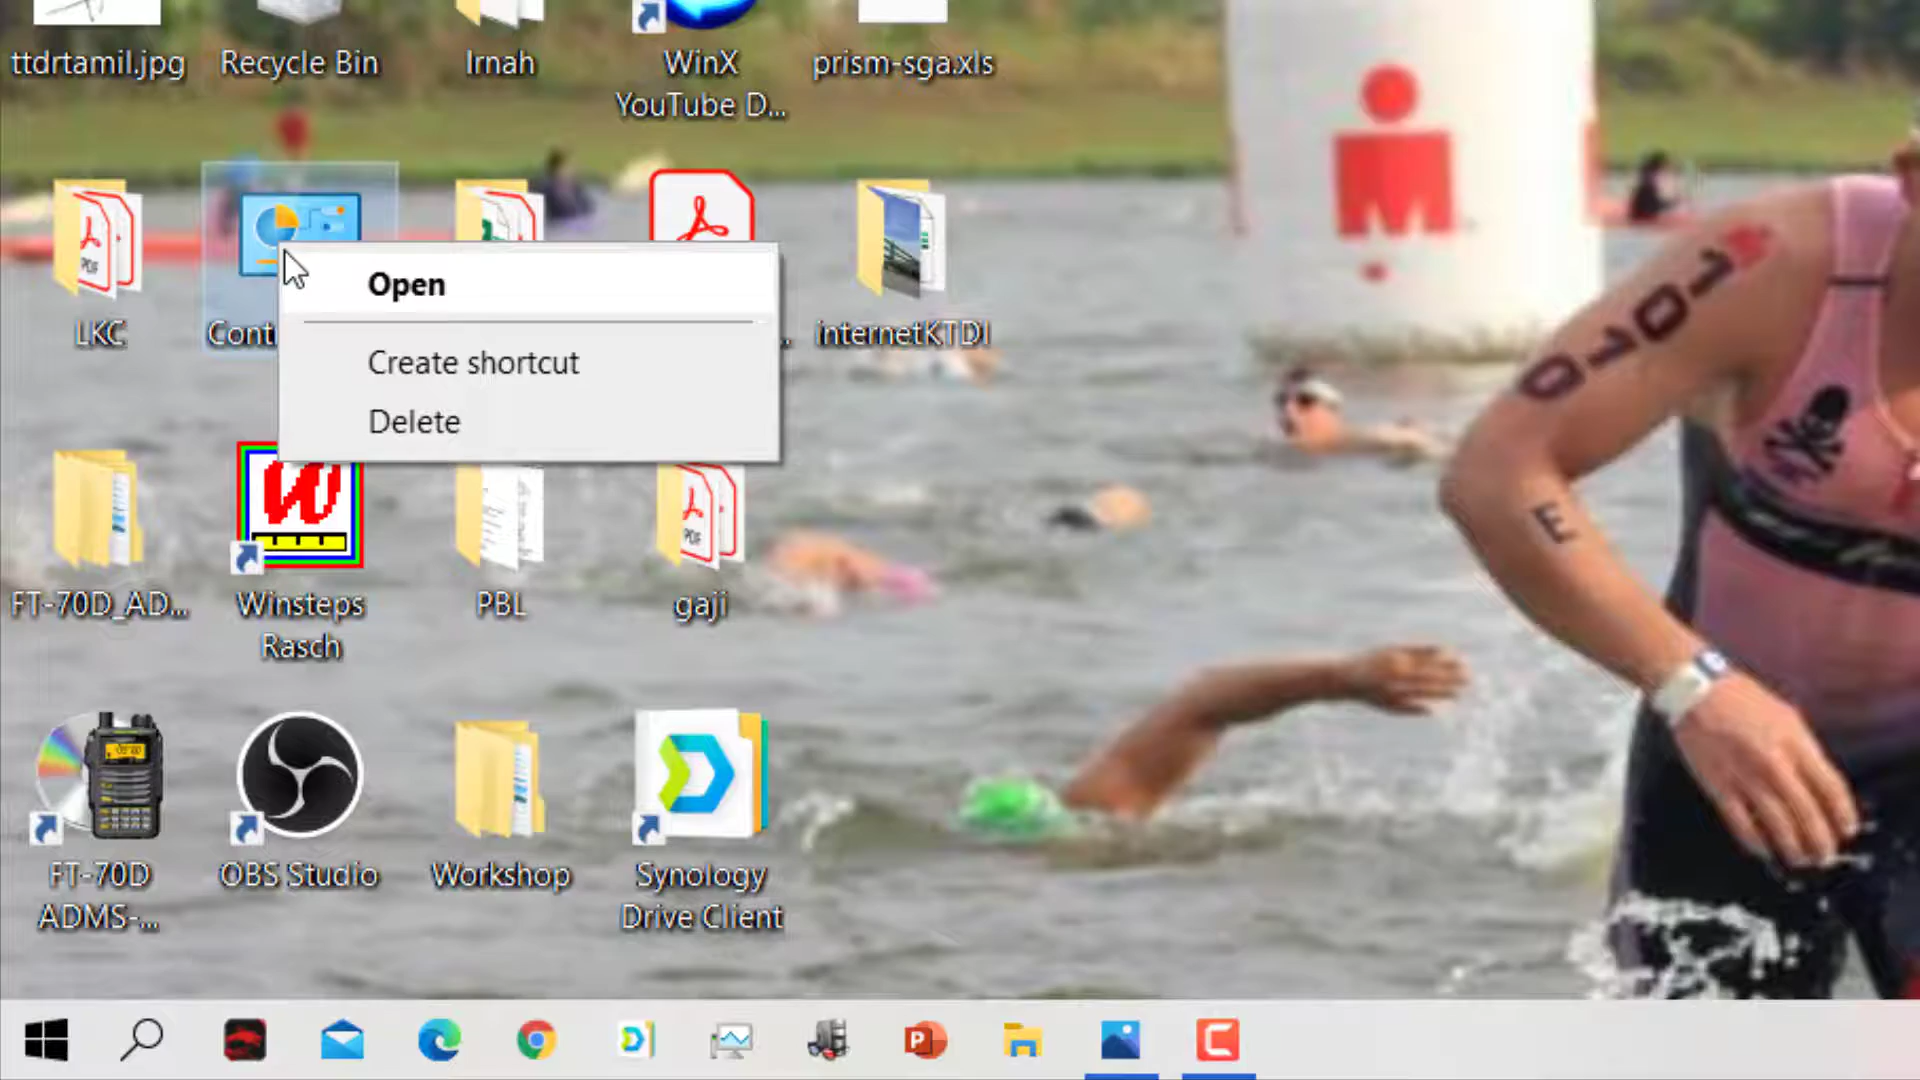 ttdrtamil.jpg
Recycle Bin
Irnah
WinX
YouTube D...
prism-sga.xls
LKC
Cont
internetKTDI
Open
Create shortcut
Delete
FT-70D_AD...
Winsteps
Rasch
PBL
gaji
FT-70D
ADMS-...
OBS Studio
Workshop
Synology
Drive Client
1010
E